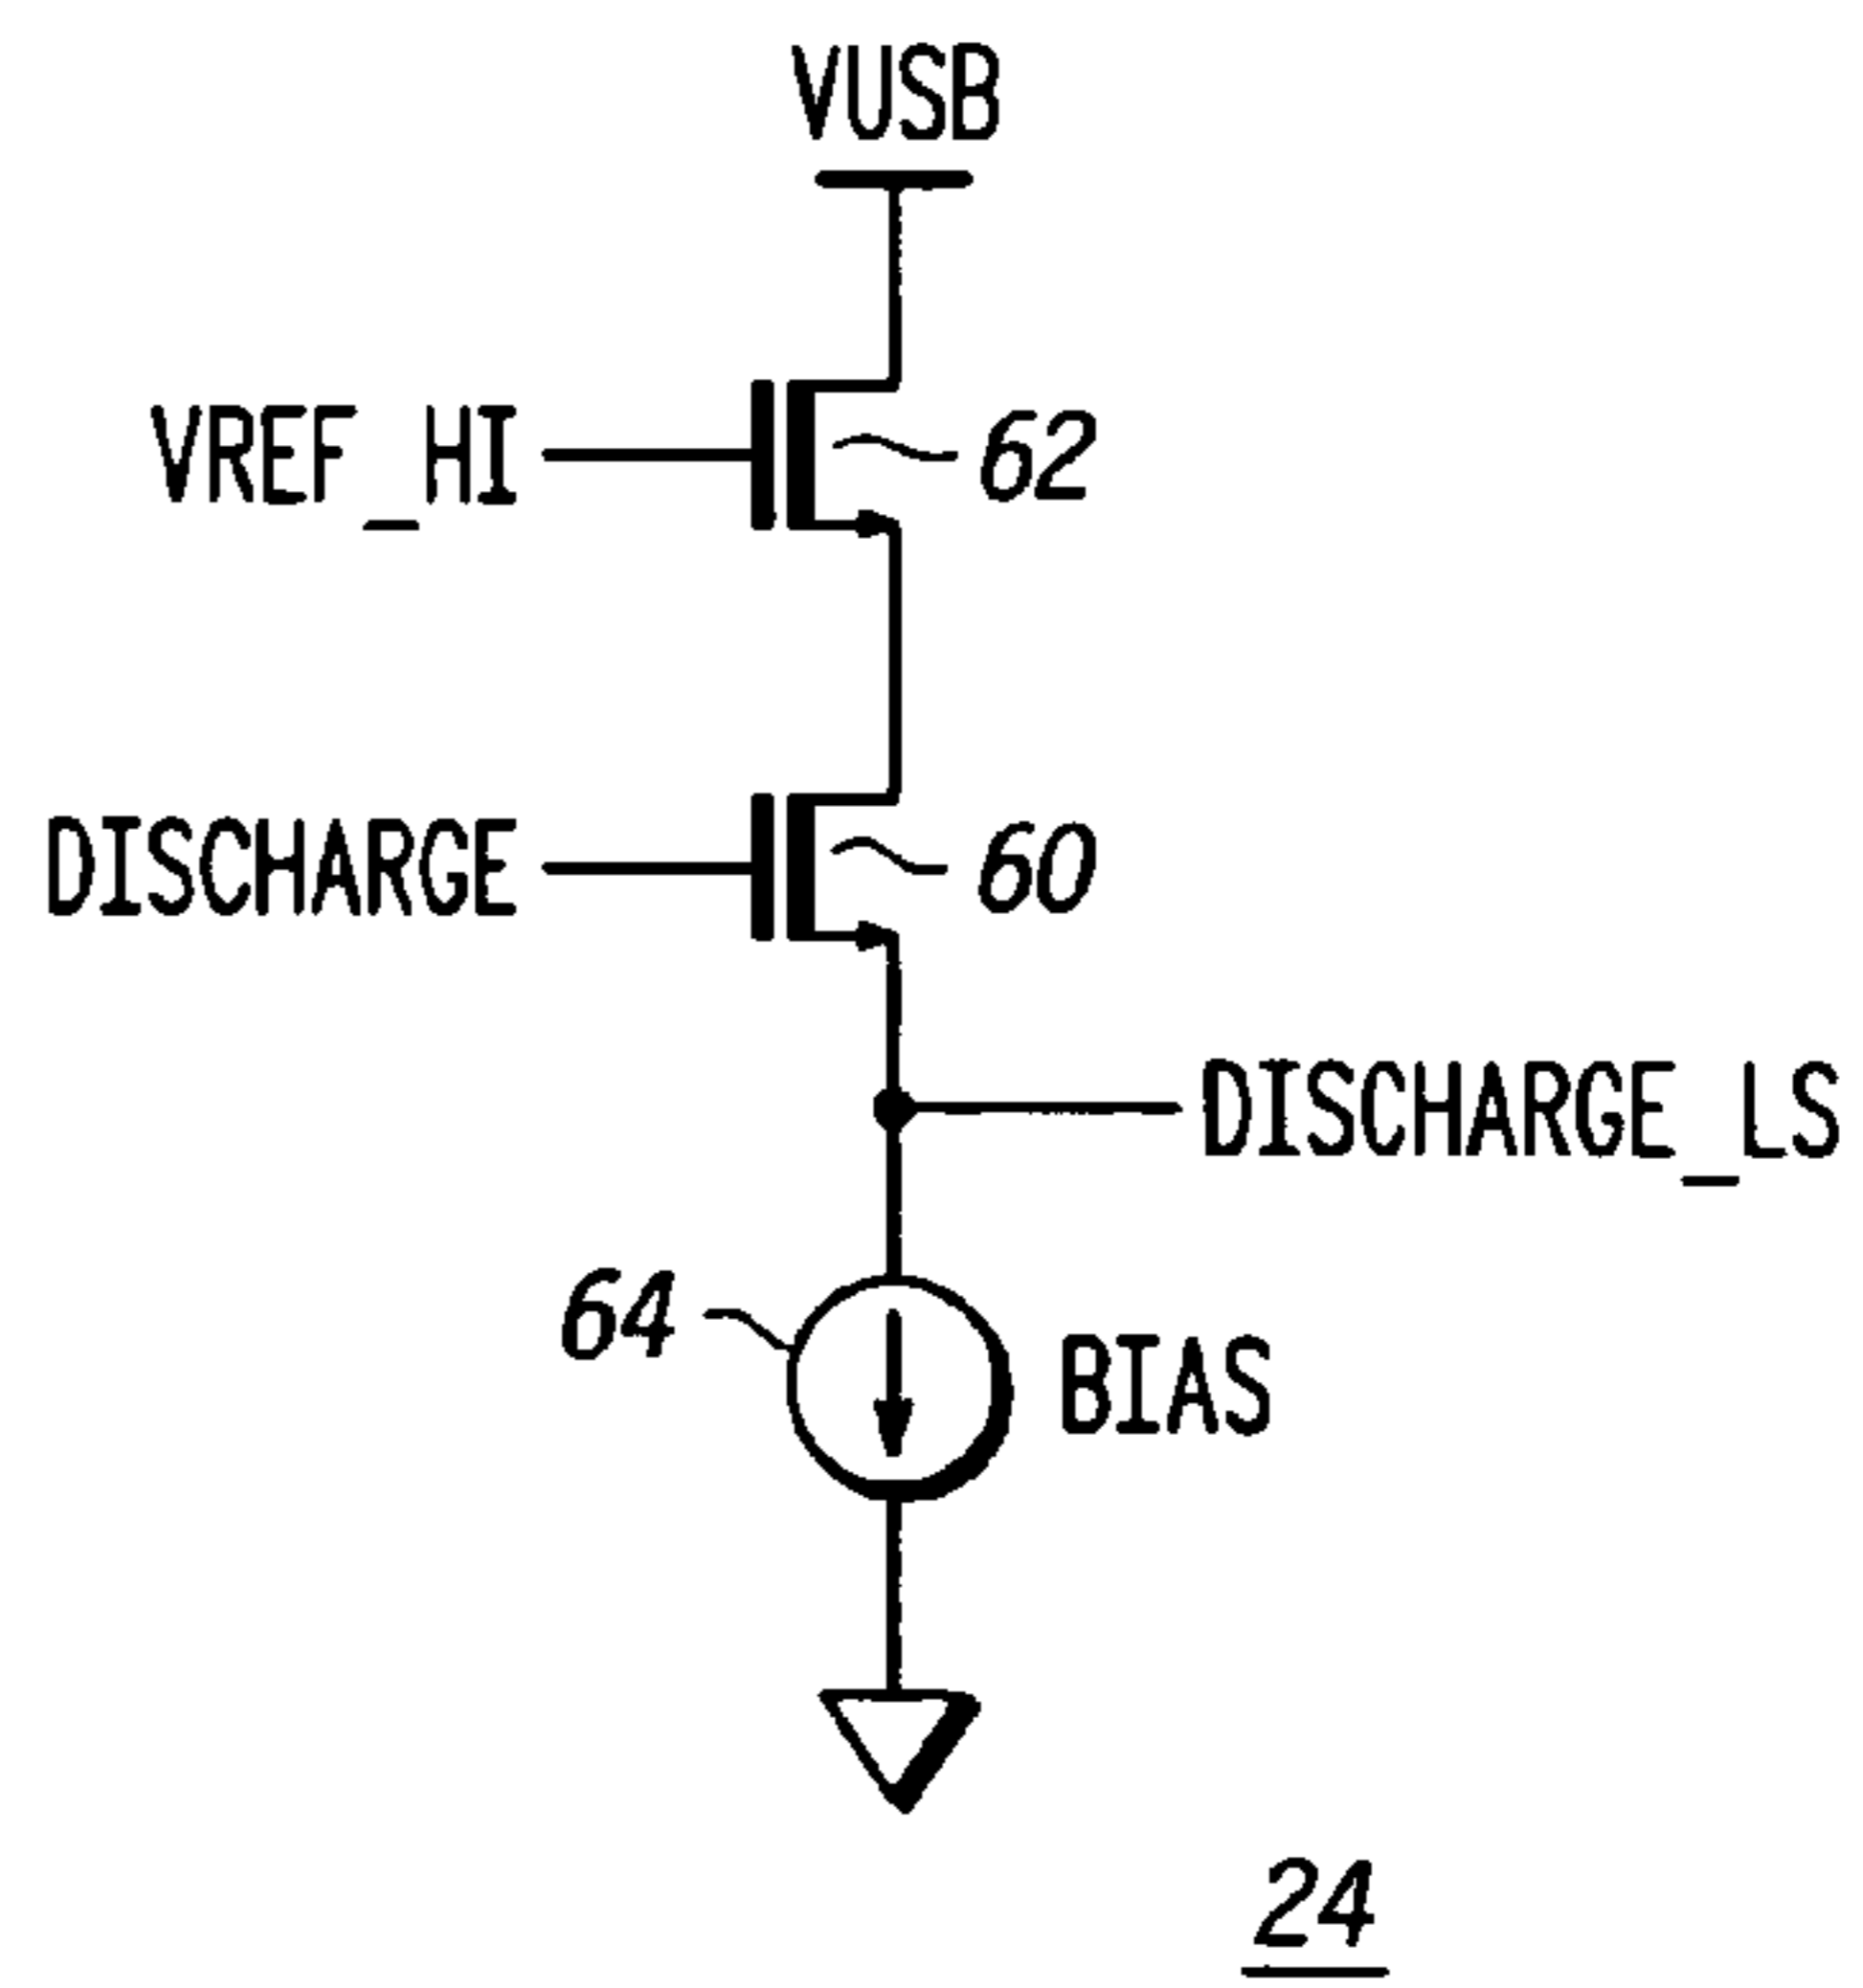 VUSB
VREF_HI
62
DISCHARGE
60
DISCHARGE_LS
64
BIAS
24